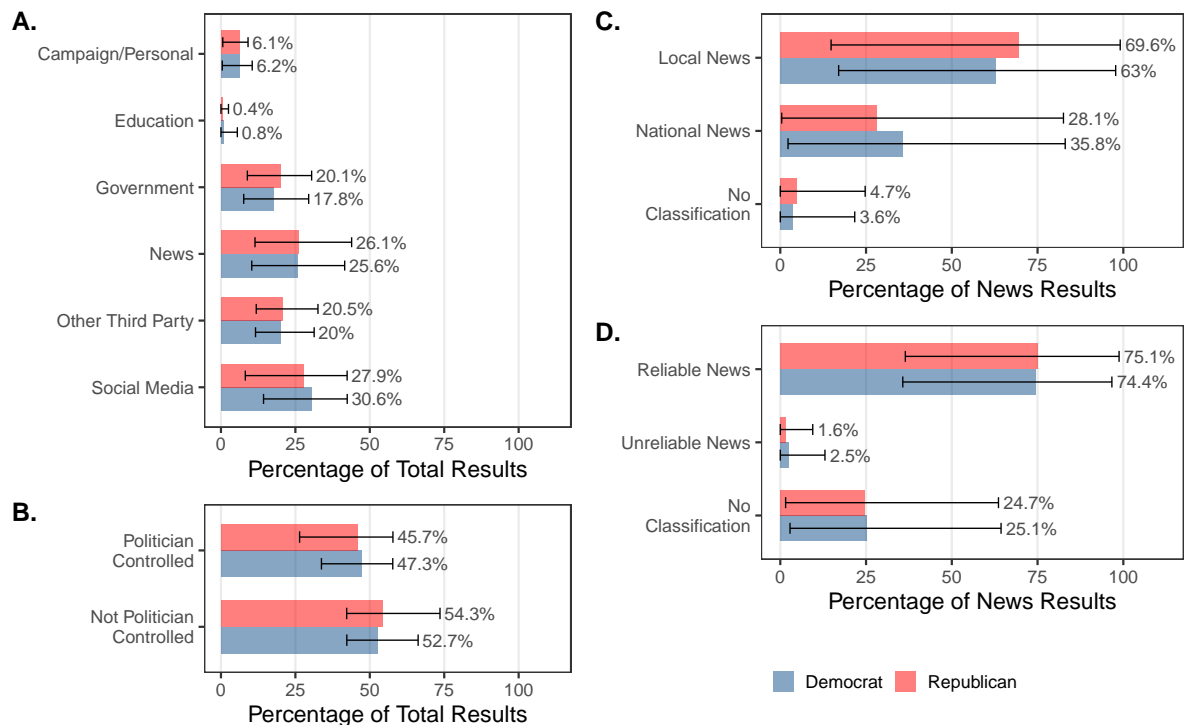 A.
Campaign/Personal
6.1%
6.2%
Education
0.4%
0.8%
Government
20.1%
17.8%
News
26.1%
25.6%
Other Third Party
20.5%
20%
Social Media
27.9%
30.6%
0 25 50 75 100
Percentage of Total Results
B.
Politician
Controlled
45.7%
47.3%
Not Politician
Controlled
54.3%
52.7%
0 25 50 75 100
Percentage of Total Results
C.
Local News
69.6%
63%
National News
28.1%
35.8%
No
Classification
4.7%
3.6%
0 25 50 75 100
Percentage of News Results
D.
Reliable News
75.1%
74.4%
Unreliable News
1.6%
2.5%
No
Classification
24.7%
25.1%
0 25 50 75 100
Percentage of News Results
Democrat Republican